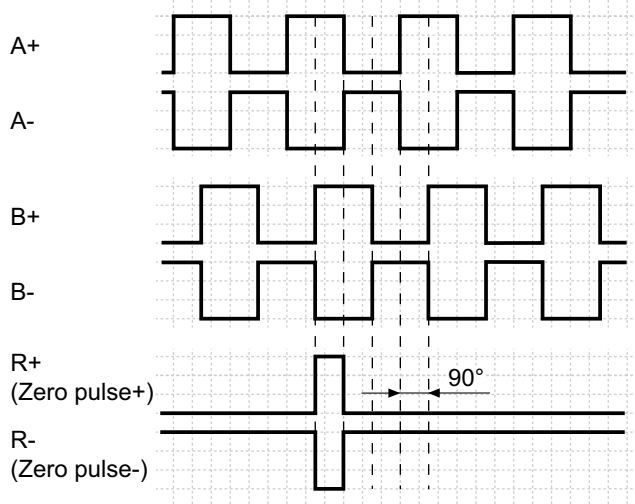 A+
A-
B+
B-
R+
(Zero pulse+)
90°
R-
(Zero pulse-)